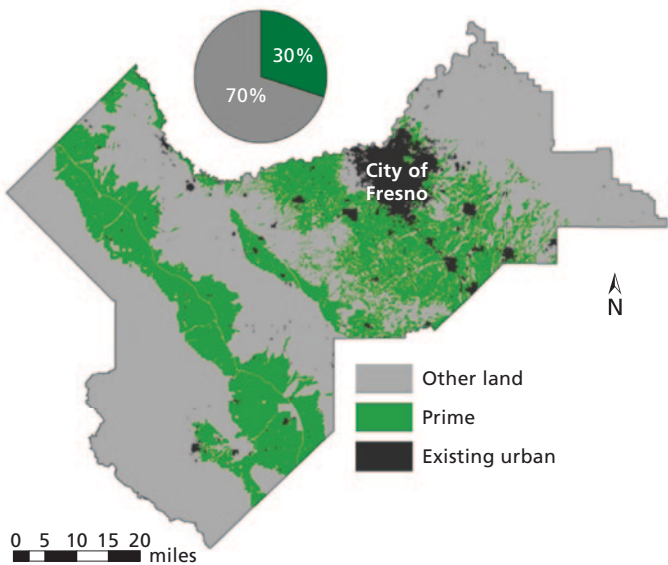 30%
70%
City of
Fresno
N
Other land
Prime
Existing urban
0 5 10 15 20
miles